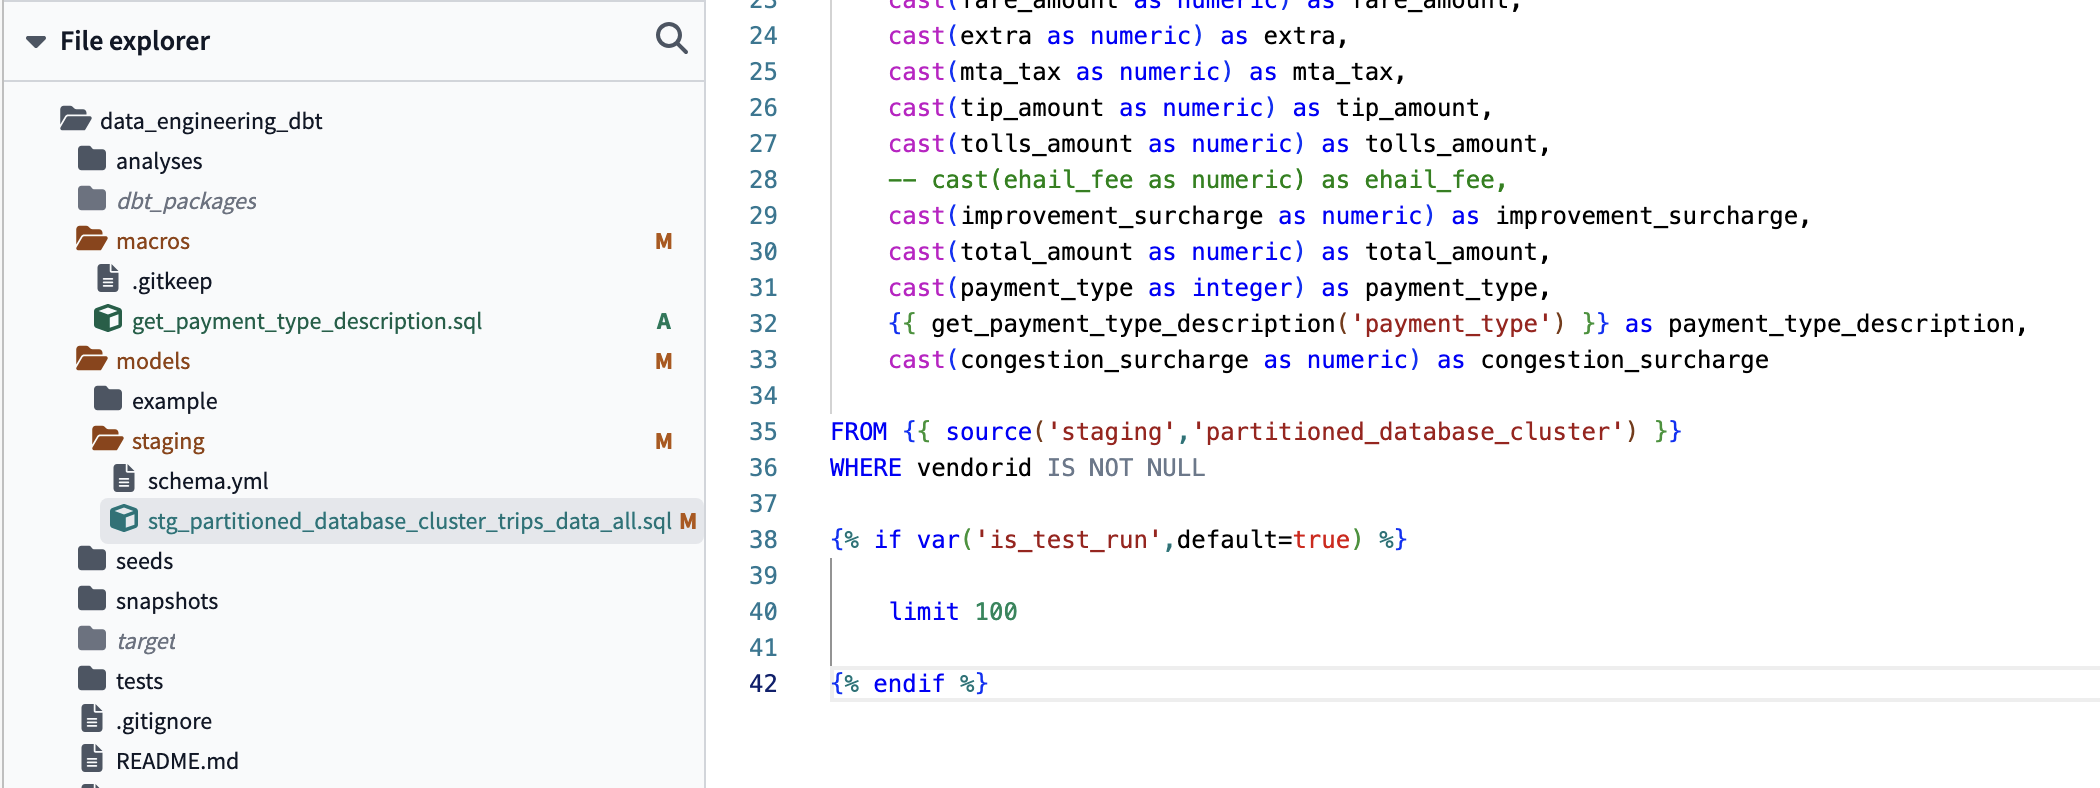 File explorer
data_engineering_dbt
analyses
dbt_packages
macros M
.gitkeep
get_payment_type_description.sql A
models M
example
staging M
schema.yml
stg_partitioned_database_cluster_trips_data_all.sql M
seeds
snapshots
target
tests
.gitignore
README.md
23 cast(fare_amount as numeric) as fare_amount,
24 cast(extra as numeric) as extra,
25 cast(mta_tax as numeric) as mta_tax,
26 cast(tip_amount as numeric) as tip_amount,
27 cast(tolls_amount as numeric) as tolls_amount,
28 -- cast(ehail_fee as numeric) as ehail_fee,
29 cast(improvement_surcharge as numeric) as improvement_surcharge,
30 cast(total_amount as numeric) as total_amount,
31 cast(payment_type as integer) as payment_type,
32 {{ get_payment_type_description('payment_type') }} as payment_type_description,
33 cast(congestion_surcharge as numeric) as congestion_surcharge
34
35 FROM {{ source('staging','partitioned_database_cluster') }}
36 WHERE vendorid IS NOT NULL
37
38 {% if var('is_test_run',default=true) %}
39
40 limit 100
41
42 {% endif %}